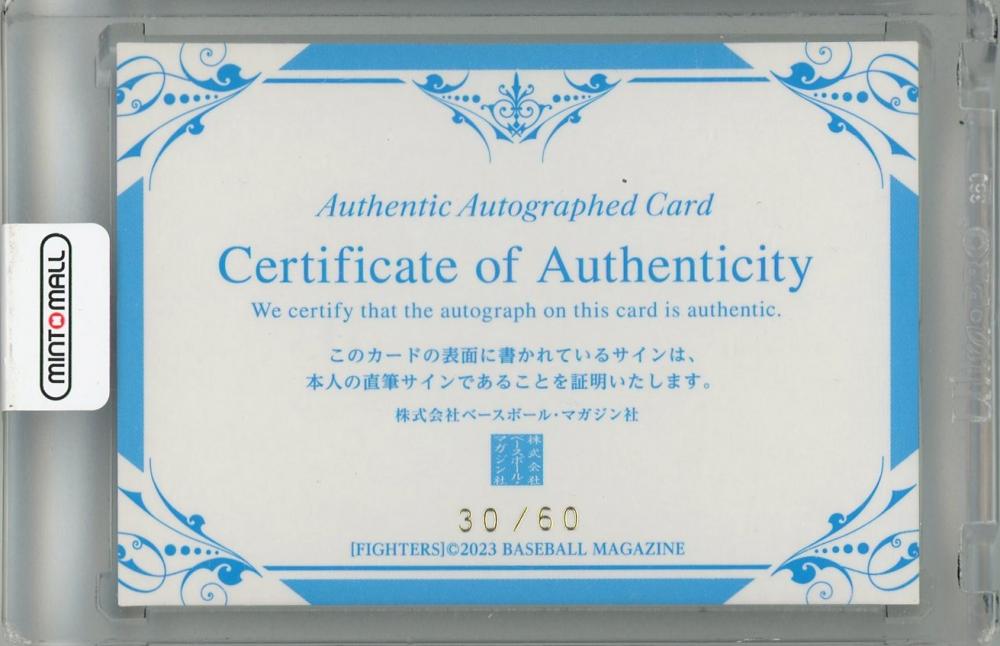 Authentic Autographed Card
Certificate of Authenticity
We certify that the autograph on this card is authentic.
このカードの表面に書かれているサインは、
本人の直筆サインであることを証明いたします。
株式会社ベースボール・マガジン社
株式会社
ベースボール・
マガジン社
30/60
[FIGHTERS]©2023 BASEBALL MAGAZINE
MINTOMALL